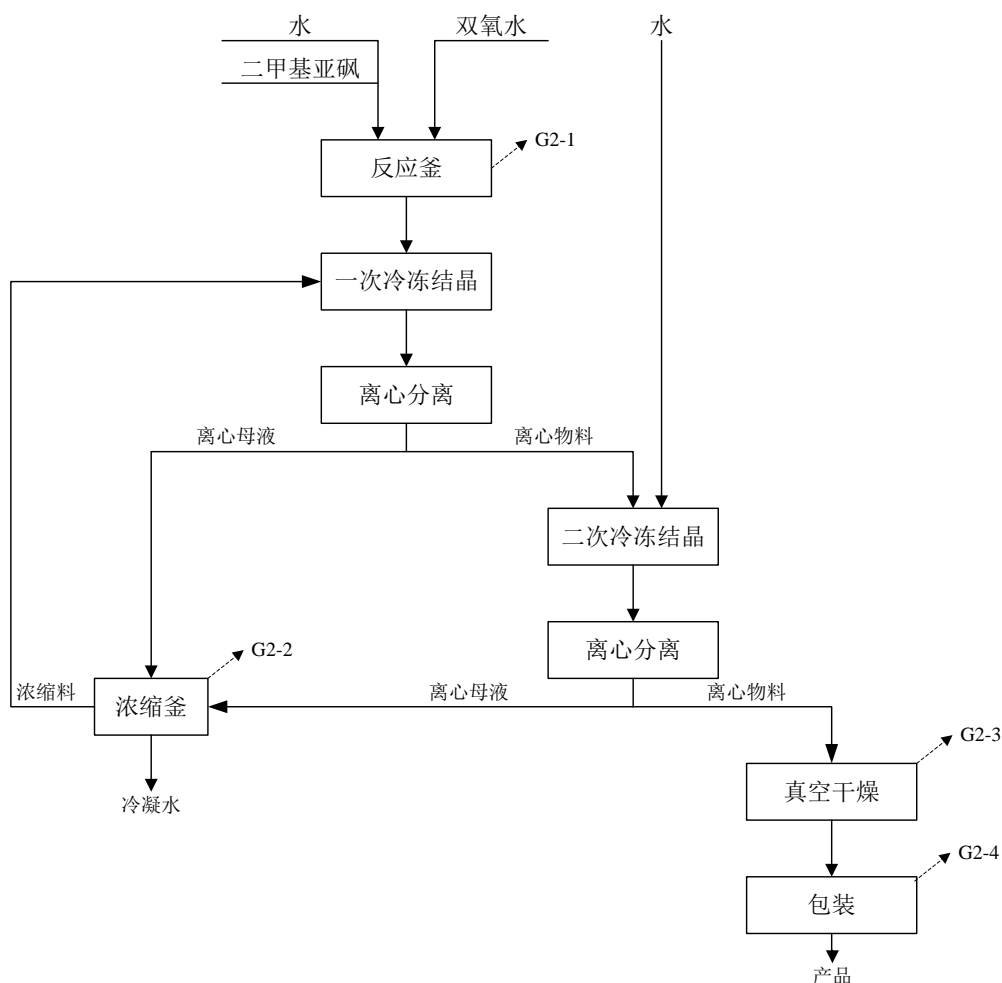 水
双氧水
水
二甲基亚砜
反应釜
G2-1
一次冷冻结晶
离心分离
离心母液
离心物料
二次冷冻结晶
离心分离
G2-2
浓缩料
浓缩釜
离心母液
离心物料
G2-3
冷凝水
真空干燥
G2-4
包装
产品